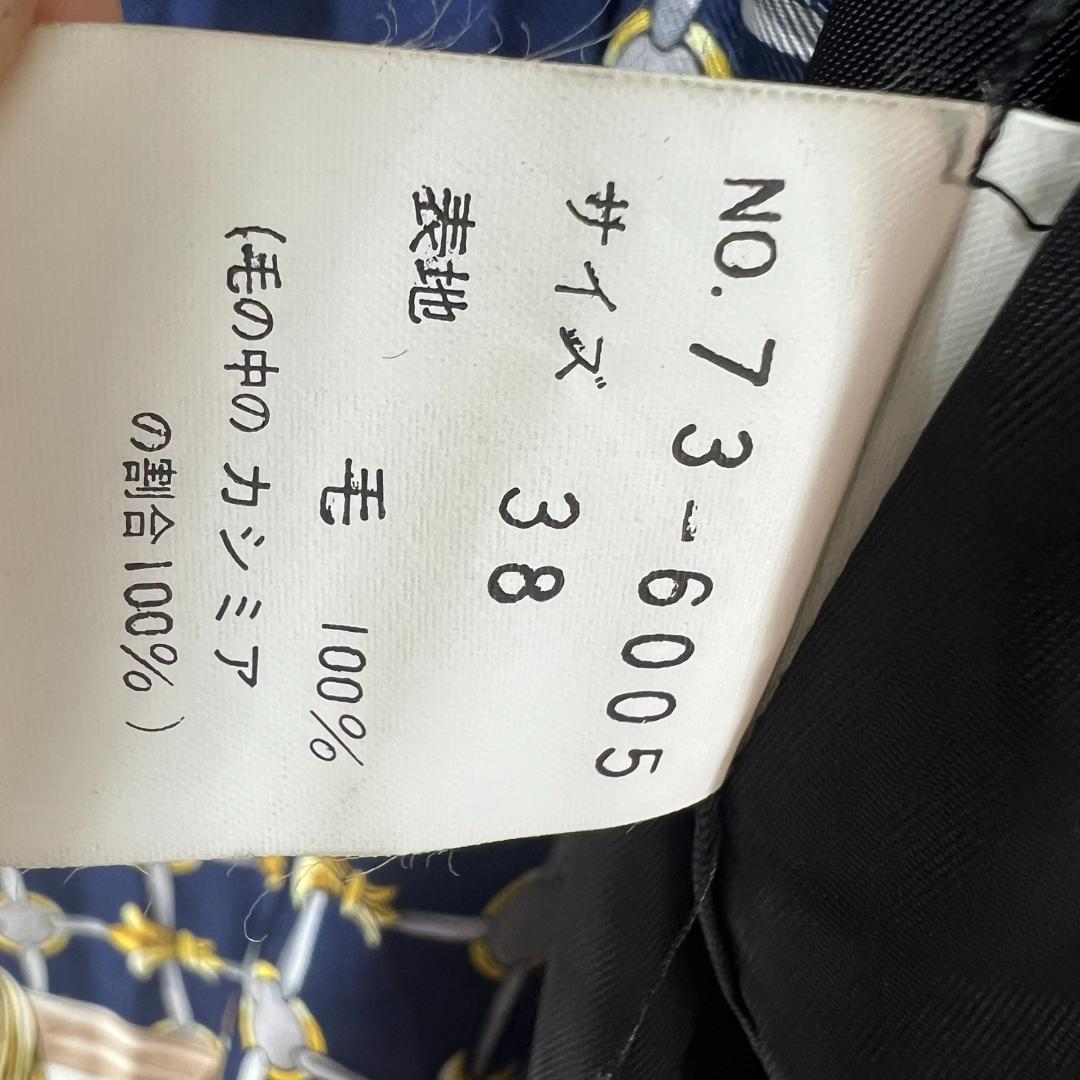 NO. 73-6005
サイズ 38
表地
毛 100%
(毛の中のカシミア
の割合100%)